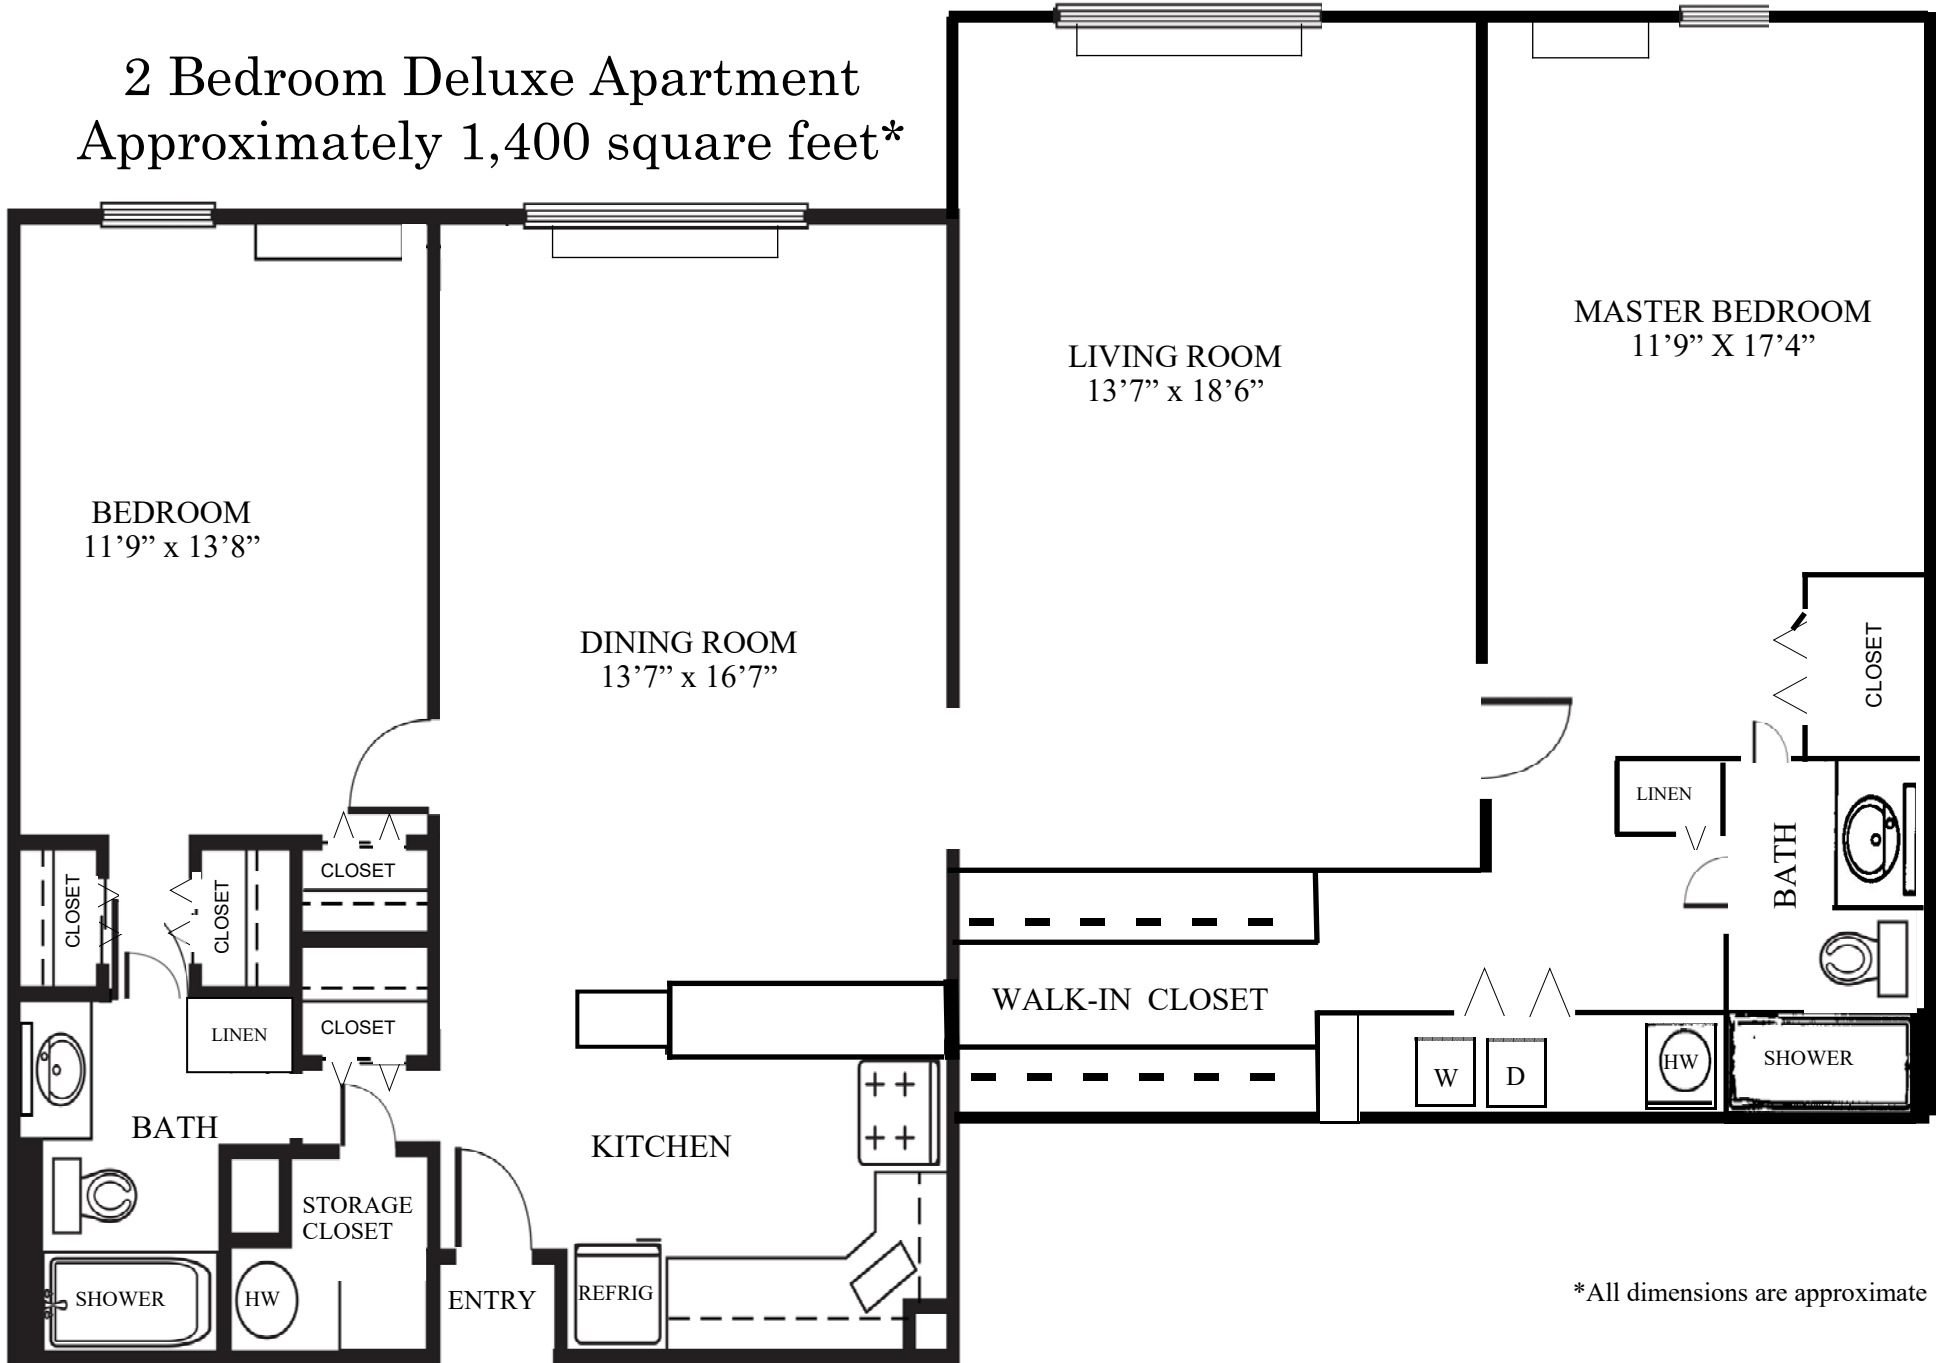 2 Bedroom Deluxe Apartment
Approximately 1,400 square feet*
MASTER BEDROOM
11’9” X 17’4”
LIVING ROOM
13’7” x 18’6”
BEDROOM
11’9” x 13’8”
DINING ROOM
13’7” x 16’7”
CLOSET
LINEN
BATH
CLOSET
CLOSET
CLOSET
WALK-IN CLOSET
LINEN
CLOSET
W
D
HW
SHOWER
BATH
KITCHEN
STORAGE
CLOSET
SHOWER
HW
ENTRY
REFRIG
*All dimensions are approximate